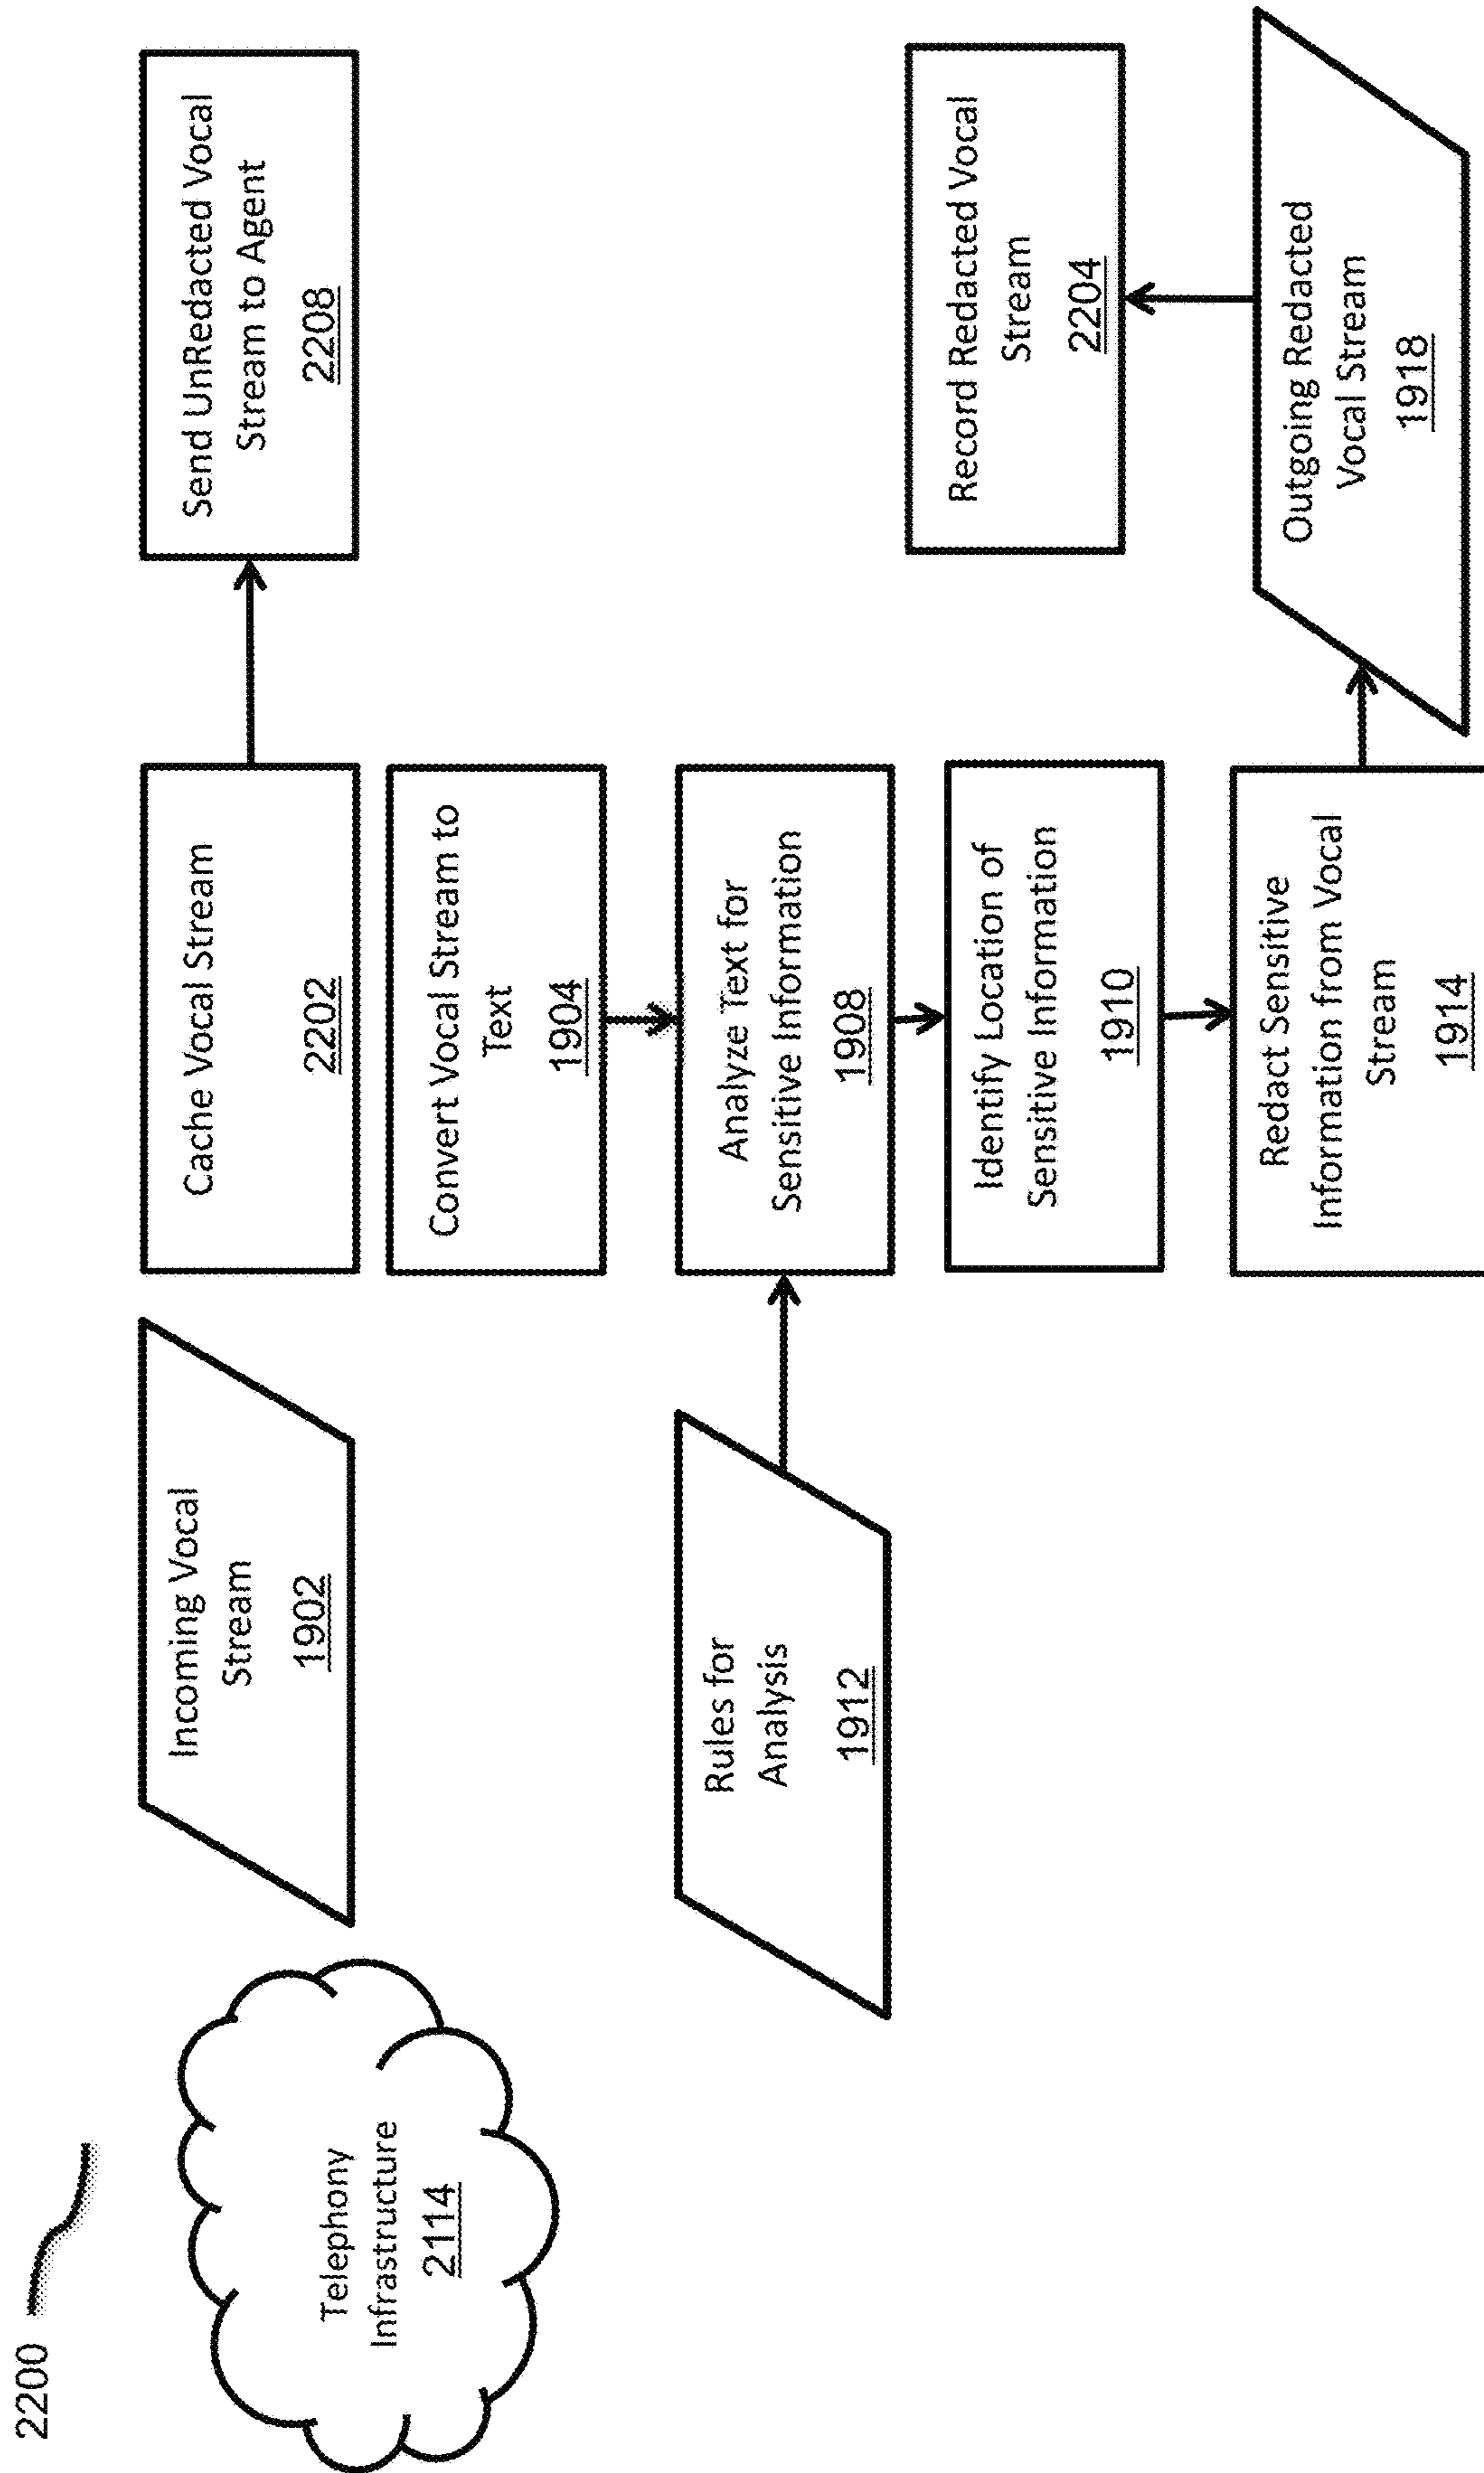 2200
Telephony
Infrastructure
2114
Incoming Vocal
Stream
1902
Cache Vocal Stream
2202
Send UnRedacted Vocal
Stream to Agent
2208
Convert Vocal Stream to
Text
1904
Rules for
Analysis
1912
Analyze Text for
Sensitive Information
1908
Identify Location of
Sensitive Information
1910
Record Redacted Vocal
Stream
2204
Redact Sensitive
Information from Vocal
Stream
1914
Outgoing Redacted
Vocal Stream
1918